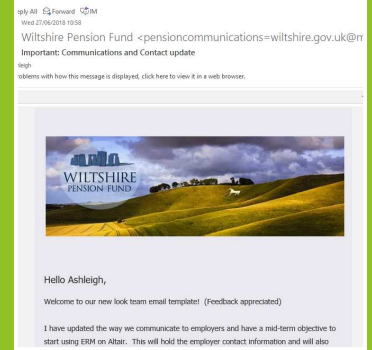 eply All Forward IM
Wed 27/06/2018 10:58
Wiltshire Pension Fund <pensioncommunications=wiltshire.gov.uk@m
Important: Communications and Contact update
leigh
roblems with how this message is displayed, click here to view it in a web browser.
WILTSHIRE
PENSION FUND
Hello Ashleigh,
Welcome to our new look team email template! (Feedback appreciated)
I have updated the way we communicate to employers and have a mid-term objective to
start using ERM on Altair. This will hold the employer contact information and will also